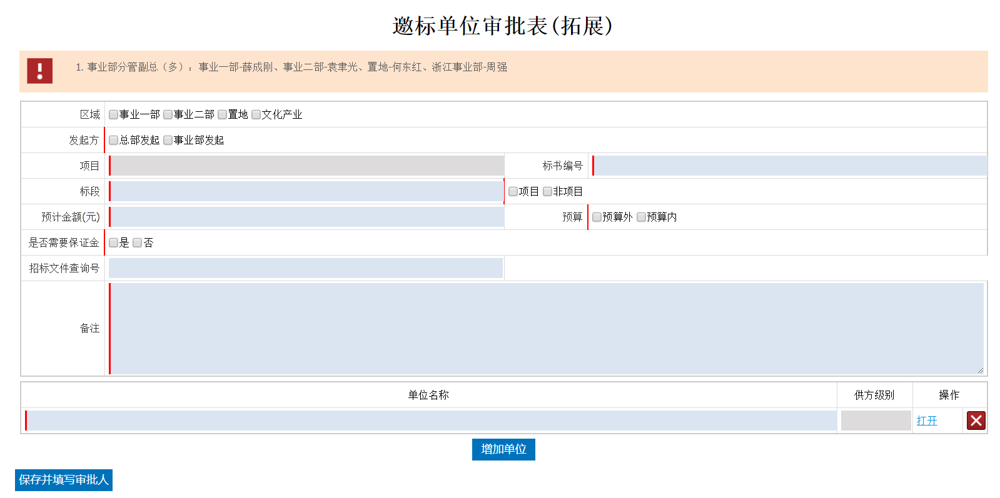 邀标单位审批表(拓展)
1. 事业部分管副总（多）：事业一部-薛成刚、事业二部-袁聿光、置地-何东红、浙江事业部-周强
区域 事业一部 事业二部 置地 文化产业
发起方 总部发起 事业部发起
项目 标书编号
标段 项目 非项目
预计金额(元) 预算 预算外 预算内
是否需要保证金 是 否
招标文件查询号
备注
单位名称 供方级别 操作
扛开
增加单位
保存并填写审批人